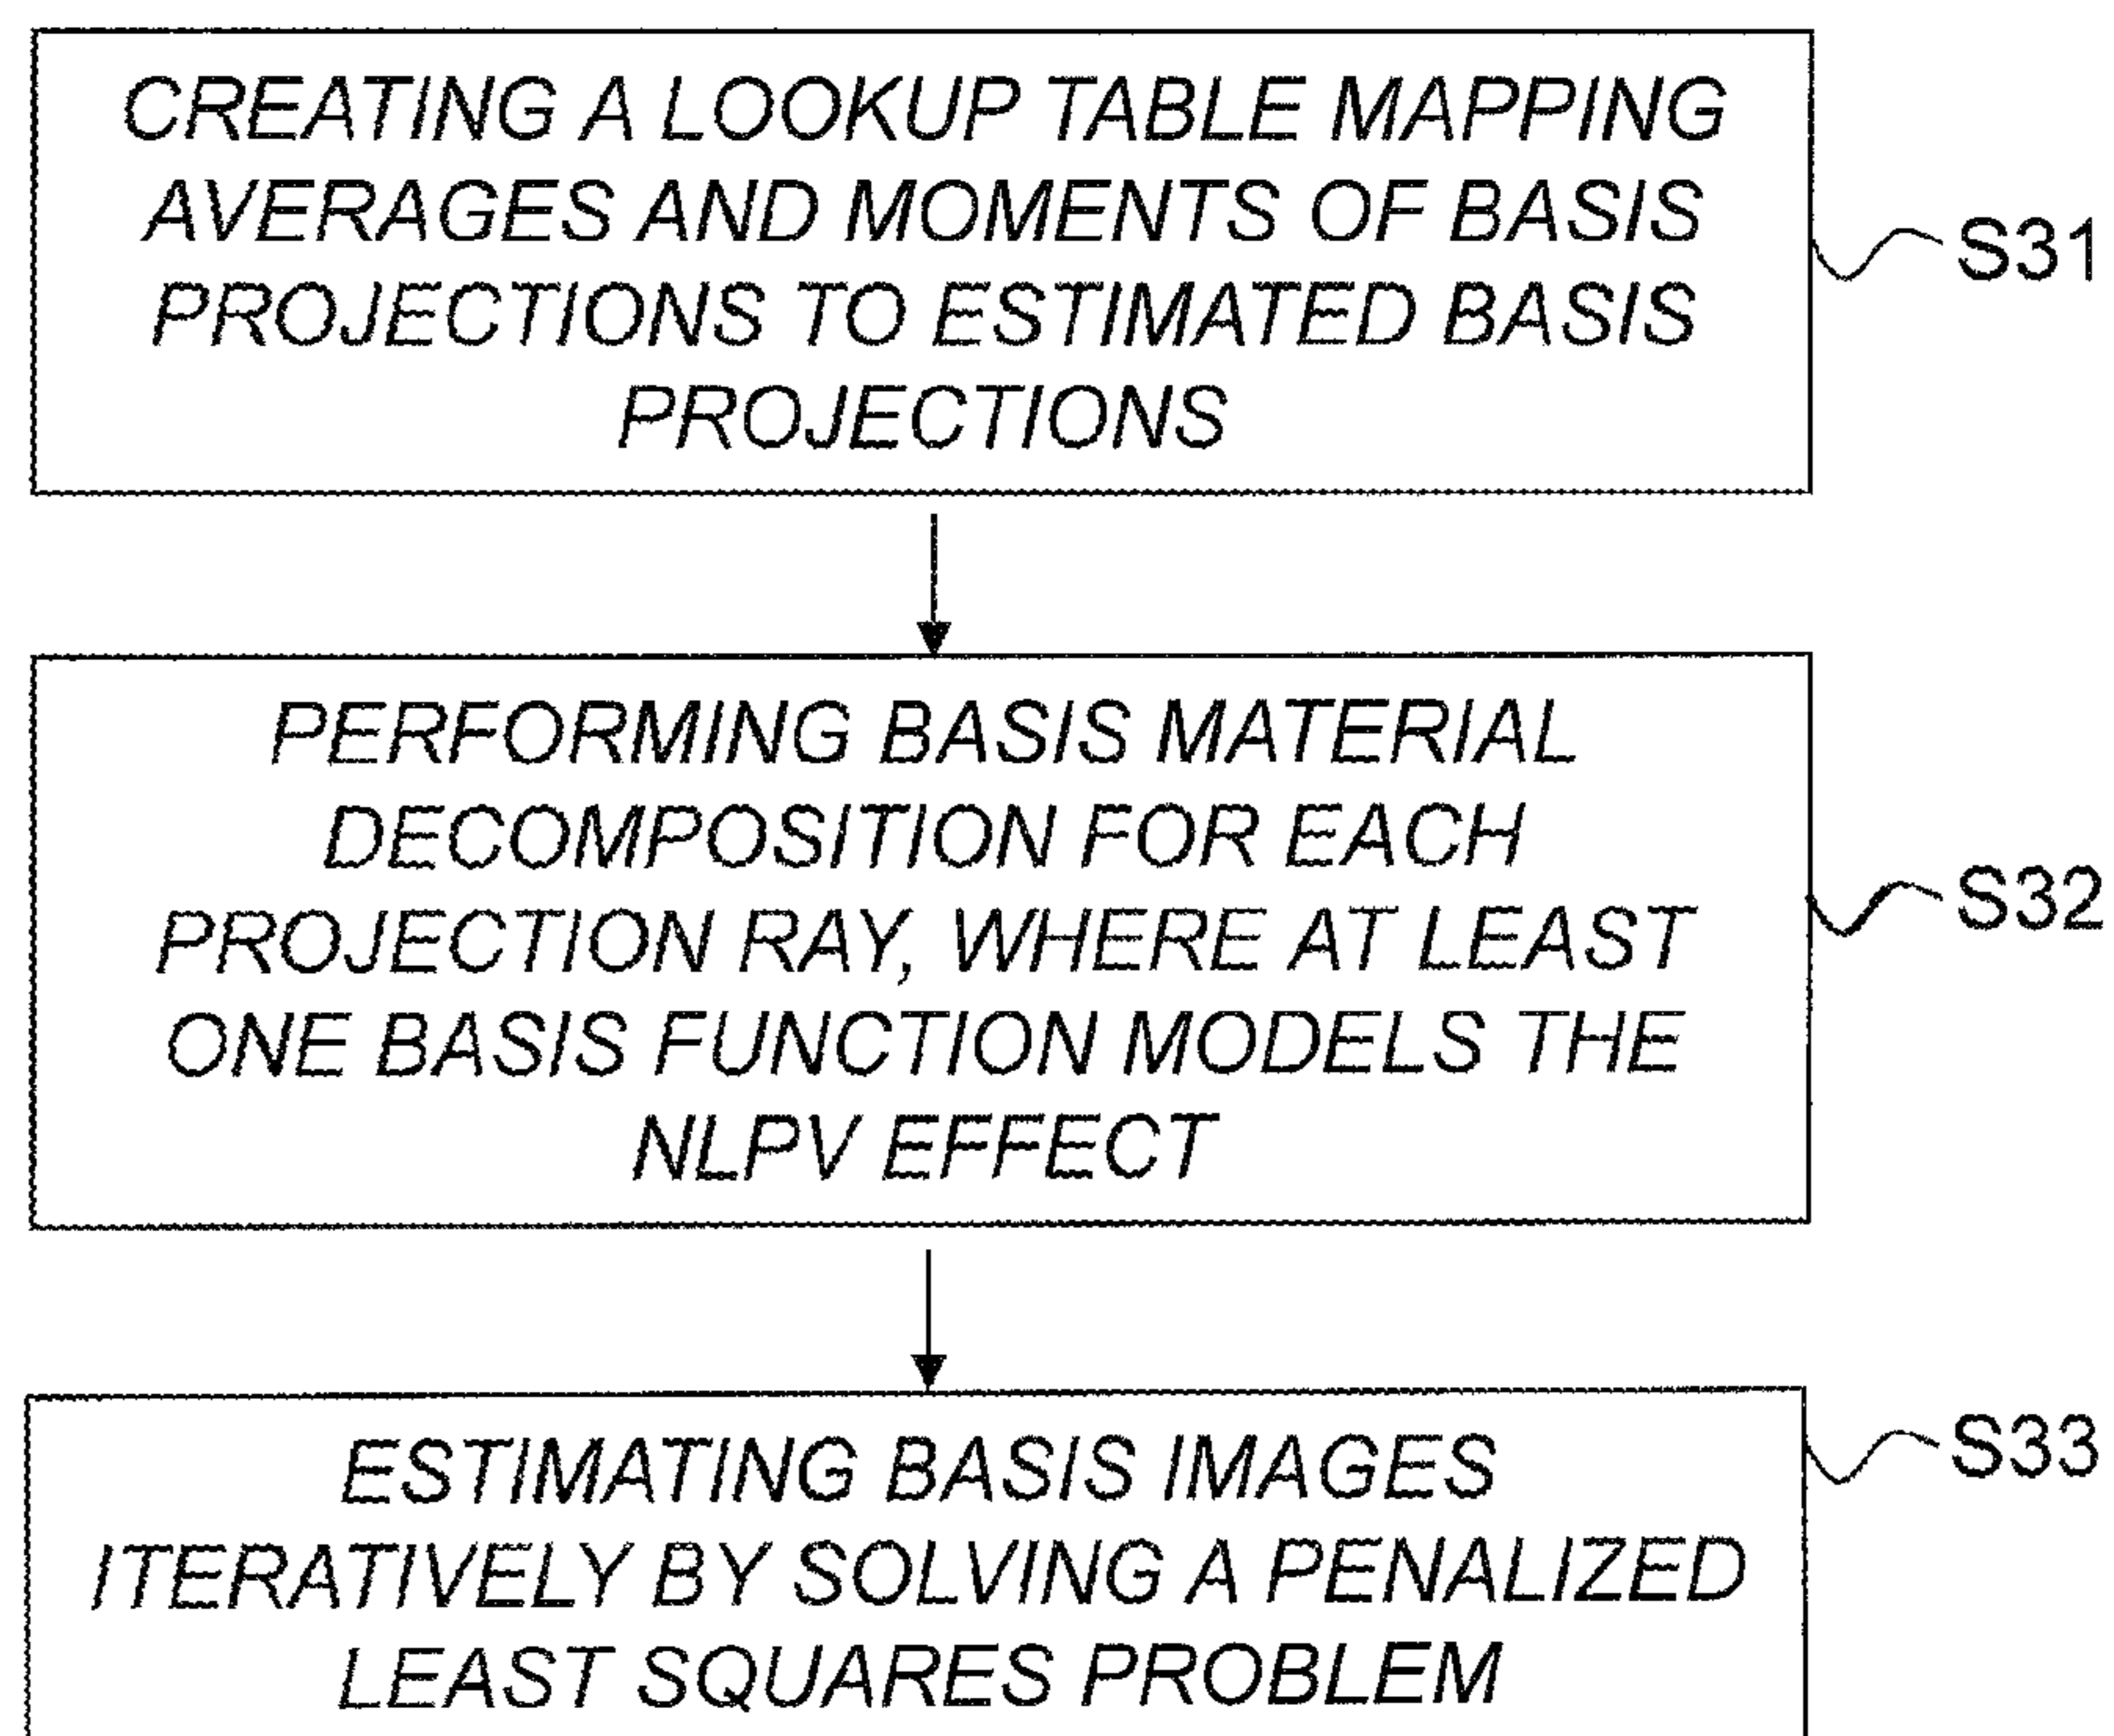 CREATING A LOOKUP TABLE MAPPING
AVERAGES AND MOMENTS OF BASIS
PROJECTIONS TO ESTIMATED BASIS
PROJECTIONS
S31
PERFORMING BASIS MATERIAL
DECOMPOSITION FOR EACH
PROJECTION RAY, WHERE AT LEAST
ONE BASIS FUNCTION MODELS THE
NLPV EFFECT
S32
ESTIMATING BASIS IMAGES
ITERATIVELY BY SOLVING A PENALIZED
LEAST SQUARES PROBLEM
S33